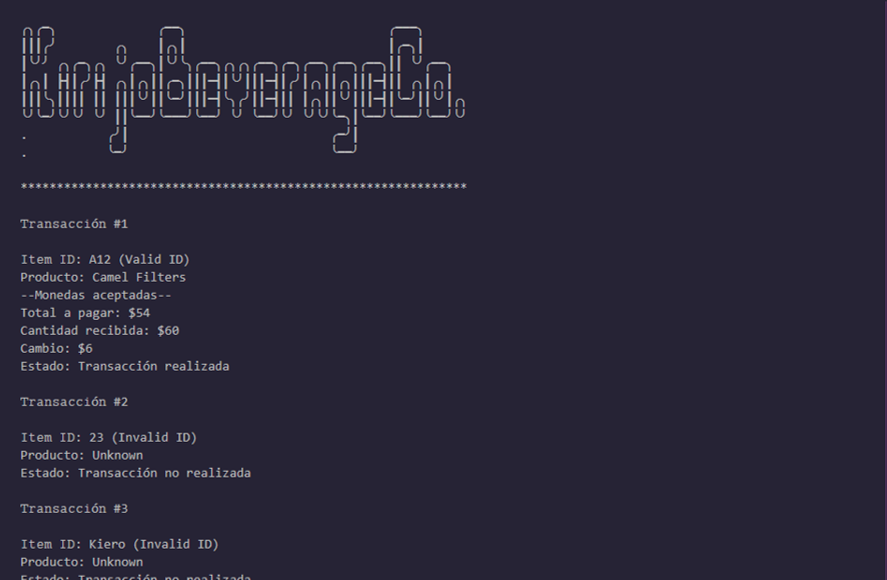 KirijoBeverageCo.
.
.
**************************************************************
Transacción #1
Item ID: A12 (Valid ID)
Producto: Camel Filters
--Monedas aceptadas--
Total a pagar: $54
Cantidad recibida: $60
Cambio: $6
Estado: Transacción realizada
Transacción #2
Item ID: 23 (Invalid ID)
Producto: Unknown
Estado: Transacción no realizada
Transacción #3
Item ID: Kiero (Invalid ID)
Producto: Unknown
Estado: Transacción no realizada